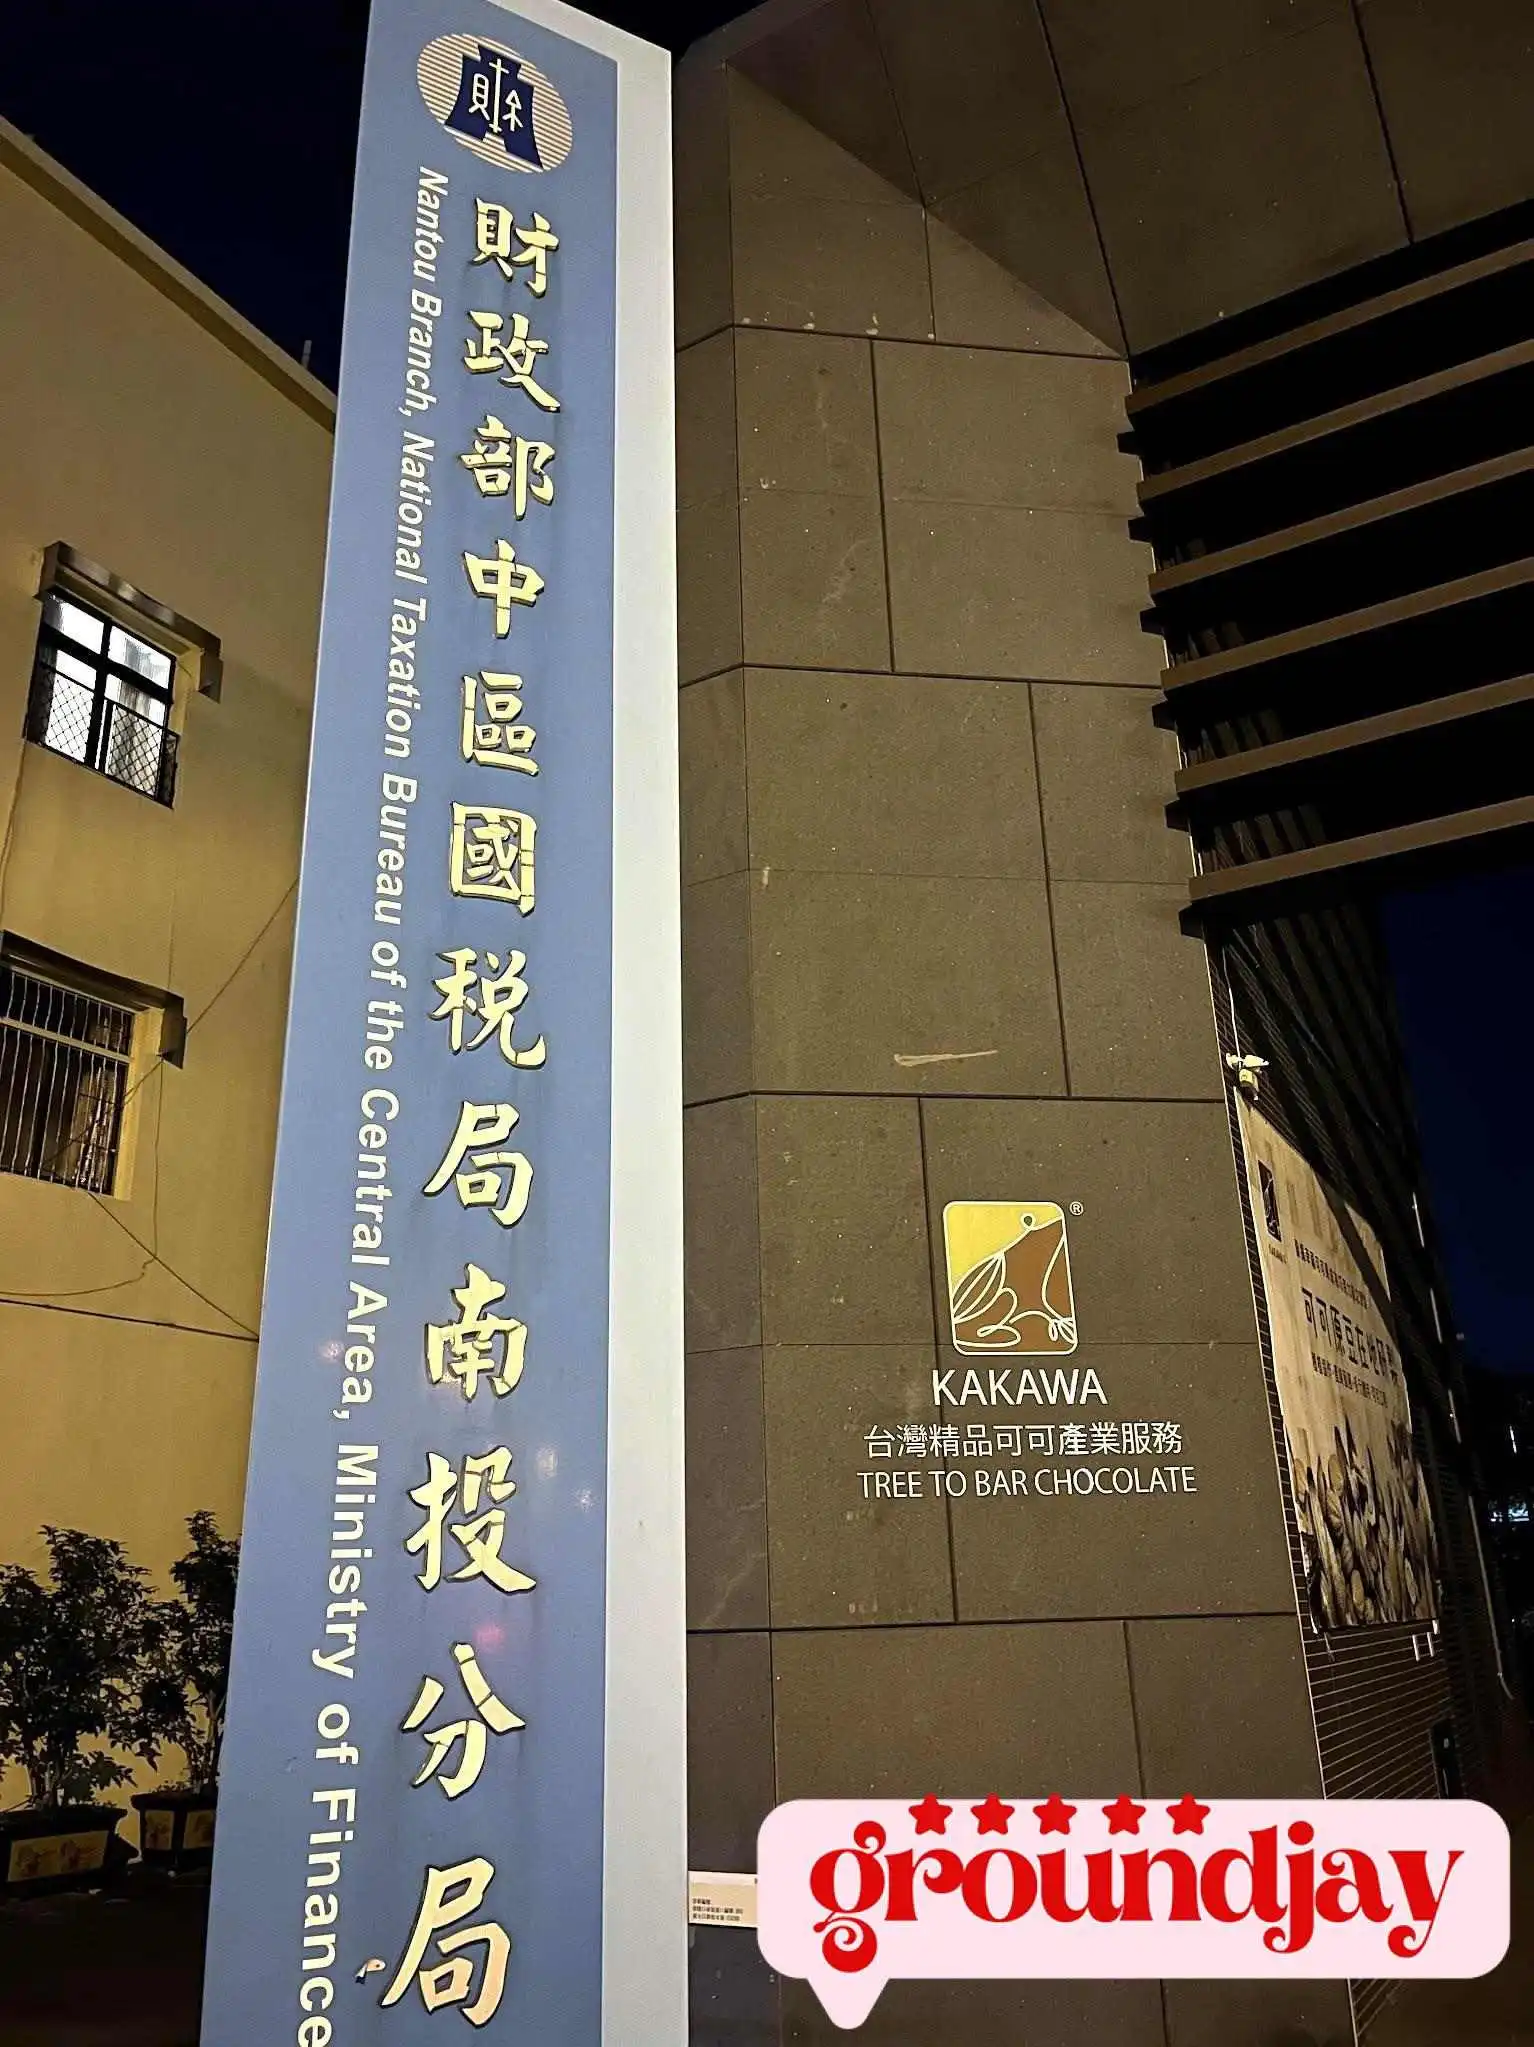 財政部中區國税局南投分局
Nantou Branch, National Taxation Bureau of the Central Area, Ministry of Finance
KAKAWA
®
台灣精品可可產業服務
TREE TO BAR CHOCOLATE
KAKAWA
groundjay